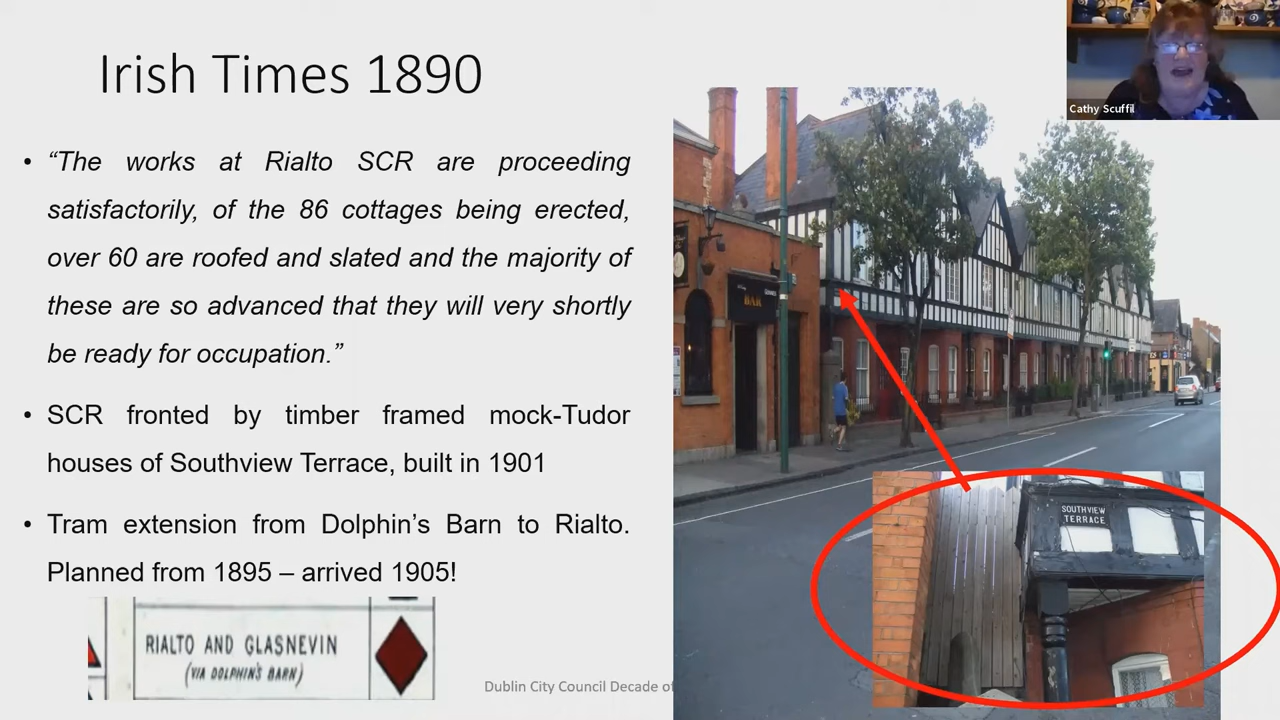 Irish Times 1890
Cathy Scuffil
• “The works at Rialto SCR are proceeding
satisfactorily, of the 86 cottages being erected,
over 60 are roofed and slated and the majority of
these are so advanced that they will very shortly
be ready for occupation.”
• SCR fronted by timber framed mock-Tudor
houses of Southview Terrace, built in 1901
• Tram extension from Dolphin’s Barn to Rialto.
Planned from 1895 – arrived 1905!
BAR
SOUTHVIEW
TERRACE
RIALTO AND GLASNEVIN
(VIA DOLPHIN'S BARN)
Dublin City Council Decade of